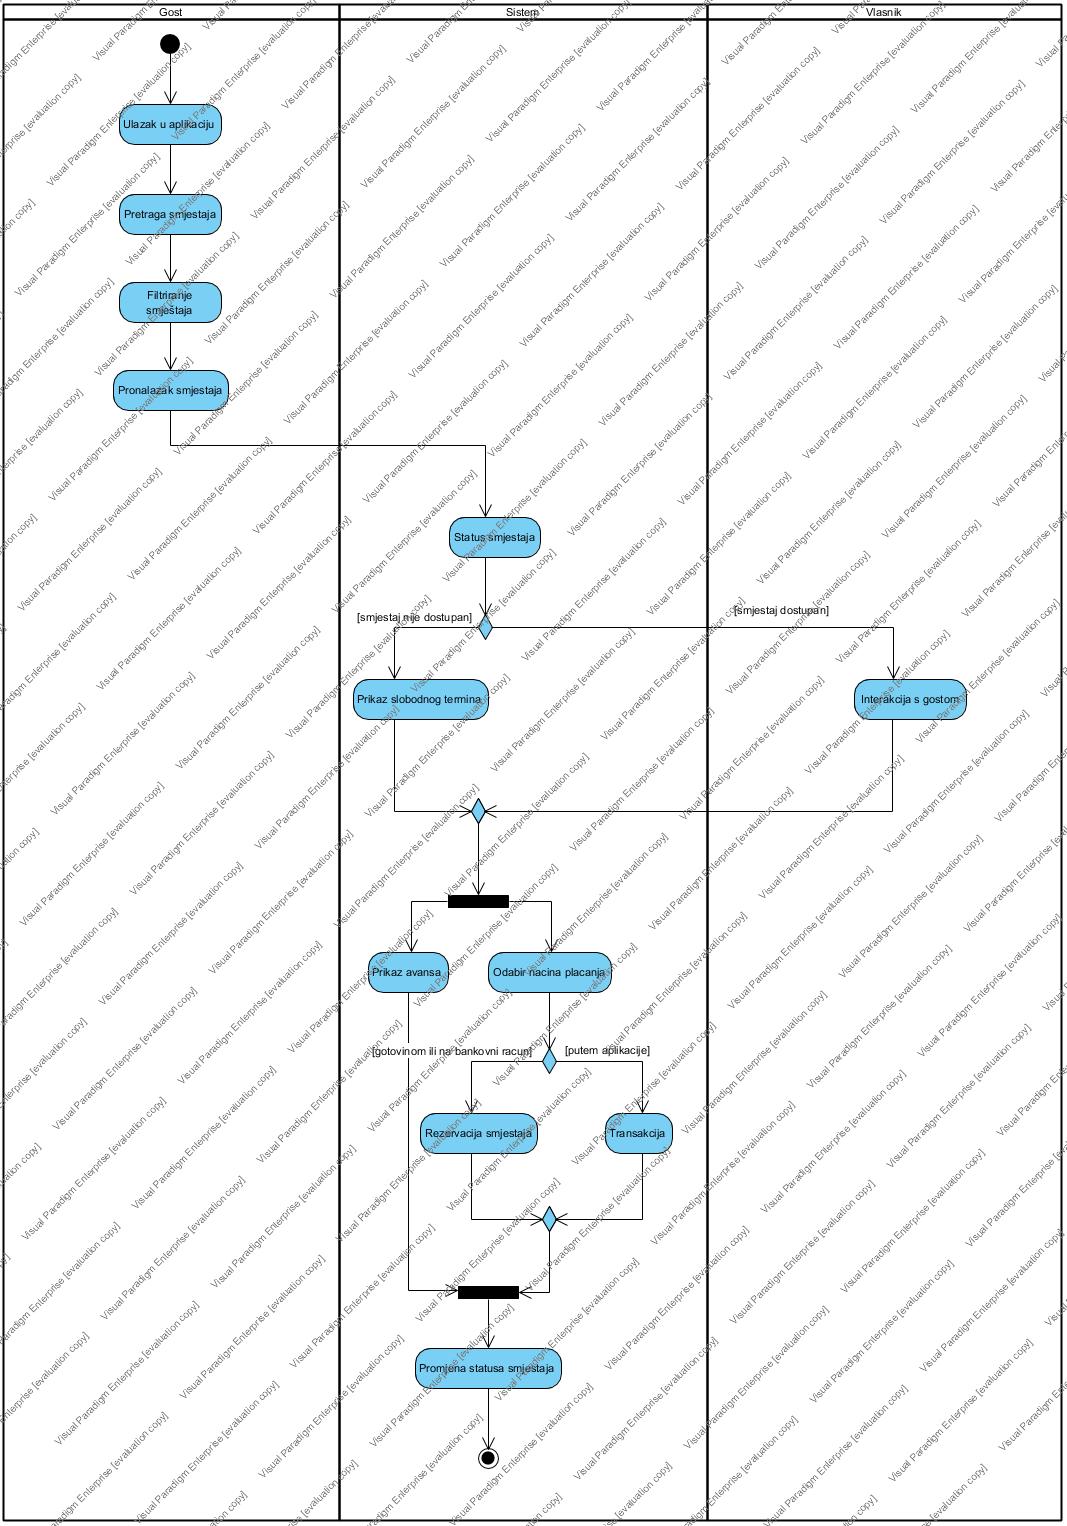 Gost
Sistem
Vlasnik
Ulazak u aplikaciju
Pretraga smjestaja
Filtriranje
smjestaja
Pronalazak smjestaja
Status smjestaja
[smjestaj nije dostupan]
[smjestaj dostupan]
Prikaz slobodnog termina
Interakcija s gostom
Prikaz avansa
Odabir nacina placanja
[gotovinom ili na bankovni racun]
[putem aplikacije]
Rezervacija smjestaja
Transakcija
Promjena statusa smjestaja
Visual Paradigm Enterprise [evaluation copy]